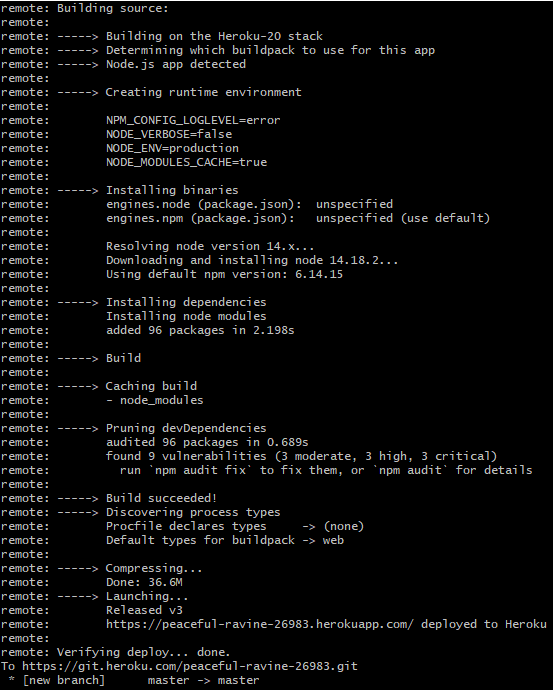 remote: Building source:
remote:
remote: -----> Building on the Heroku-20 stack
remote: -----> Determining which buildpack to use for this app
remote: -----> Node.js app detected
remote:
remote: -----> Creating runtime environment
remote:
remote:        NPM_CONFIG_LOGLEVEL=error
remote:        NODE_VERBOSE=false
remote:        NODE_ENV=production
remote:        NODE_MODULES_CACHE=true
remote:
remote: -----> Installing binaries
remote:        engines.node (package.json):  unspecified
remote:        engines.npm (package.json):   unspecified (use default)
remote:
remote:        Resolving node version 14.x...
remote:        Downloading and installing node 14.18.2...
remote:        Using default npm version: 6.14.15
remote:
remote: -----> Installing dependencies
remote:        Installing node modules
remote:        added 96 packages in 2.198s
remote:
remote: -----> Build
remote:
remote: -----> Caching build
remote:        - node_modules
remote:
remote: -----> Pruning devDependencies
remote:        audited 96 packages in 0.689s
remote:        found 9 vulnerabilities (3 moderate, 3 high, 3 critical)
remote:          run `npm audit fix` to fix them, or `npm audit` for details
remote:
remote: -----> Build succeeded!
remote: -----> Discovering process types
remote:        Procfile declares types     -> (none)
remote:        Default types for buildpack -> web
remote:
remote: -----> Compressing...
remote:        Done: 36.6M
remote: -----> Launching...
remote:        Released v3
remote:        https://peaceful-ravine-26983.herokuapp.com/ deployed to Heroku
remote:
remote: Verifying deploy... done.
To https://git.heroku.com/peaceful-ravine-26983.git
 * [new branch]      master -> master